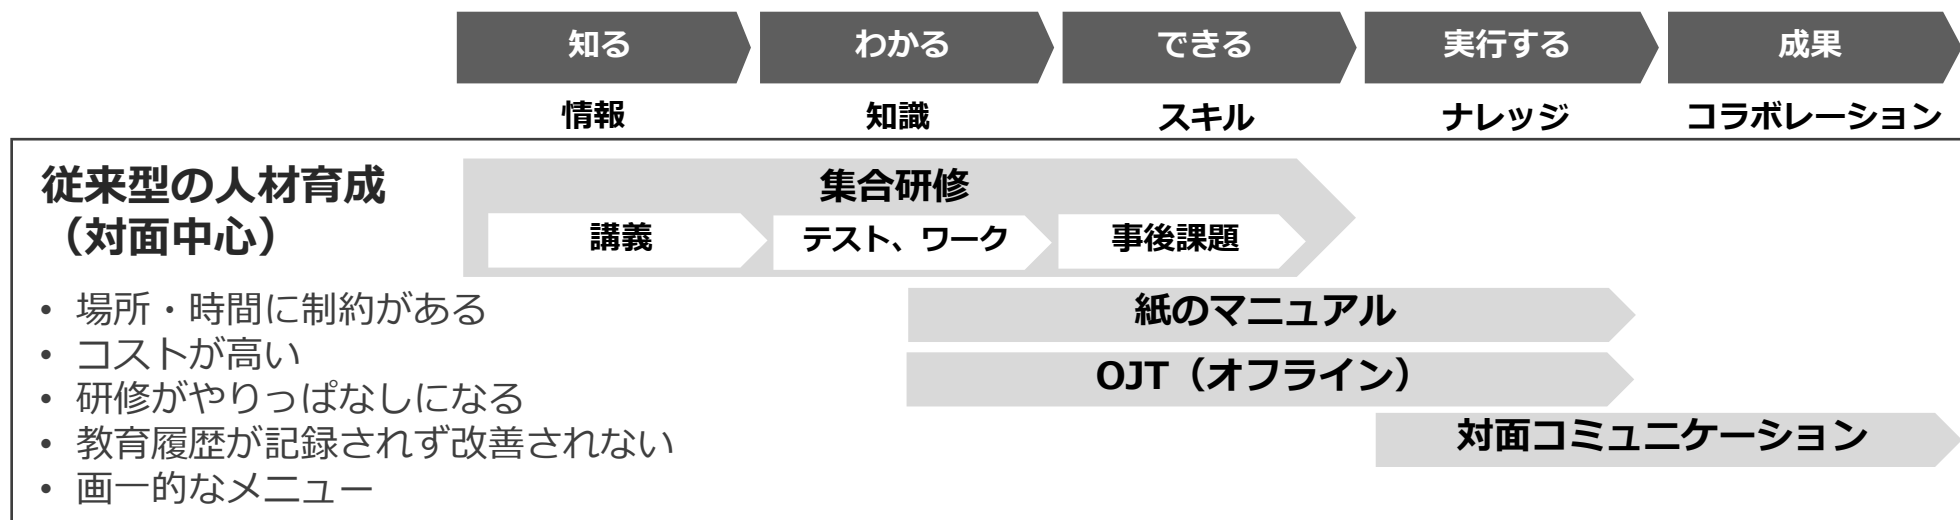 知る
わかる
できる
実行する
成果
情報
知識
スキル
ナレッジ
コラボレーション
従来型の人材育成
（対面中心）
集合研修
講義
テスト、ワーク
事後課題
紙のマニュアル
OJT（オフライン）
対面コミュニケーション
• 場所・時間に制約がある
• コストが高い
• 研修がやりっぱなしになる
• 教育履歴が記録されず改善されない
• 画一的なメニュー